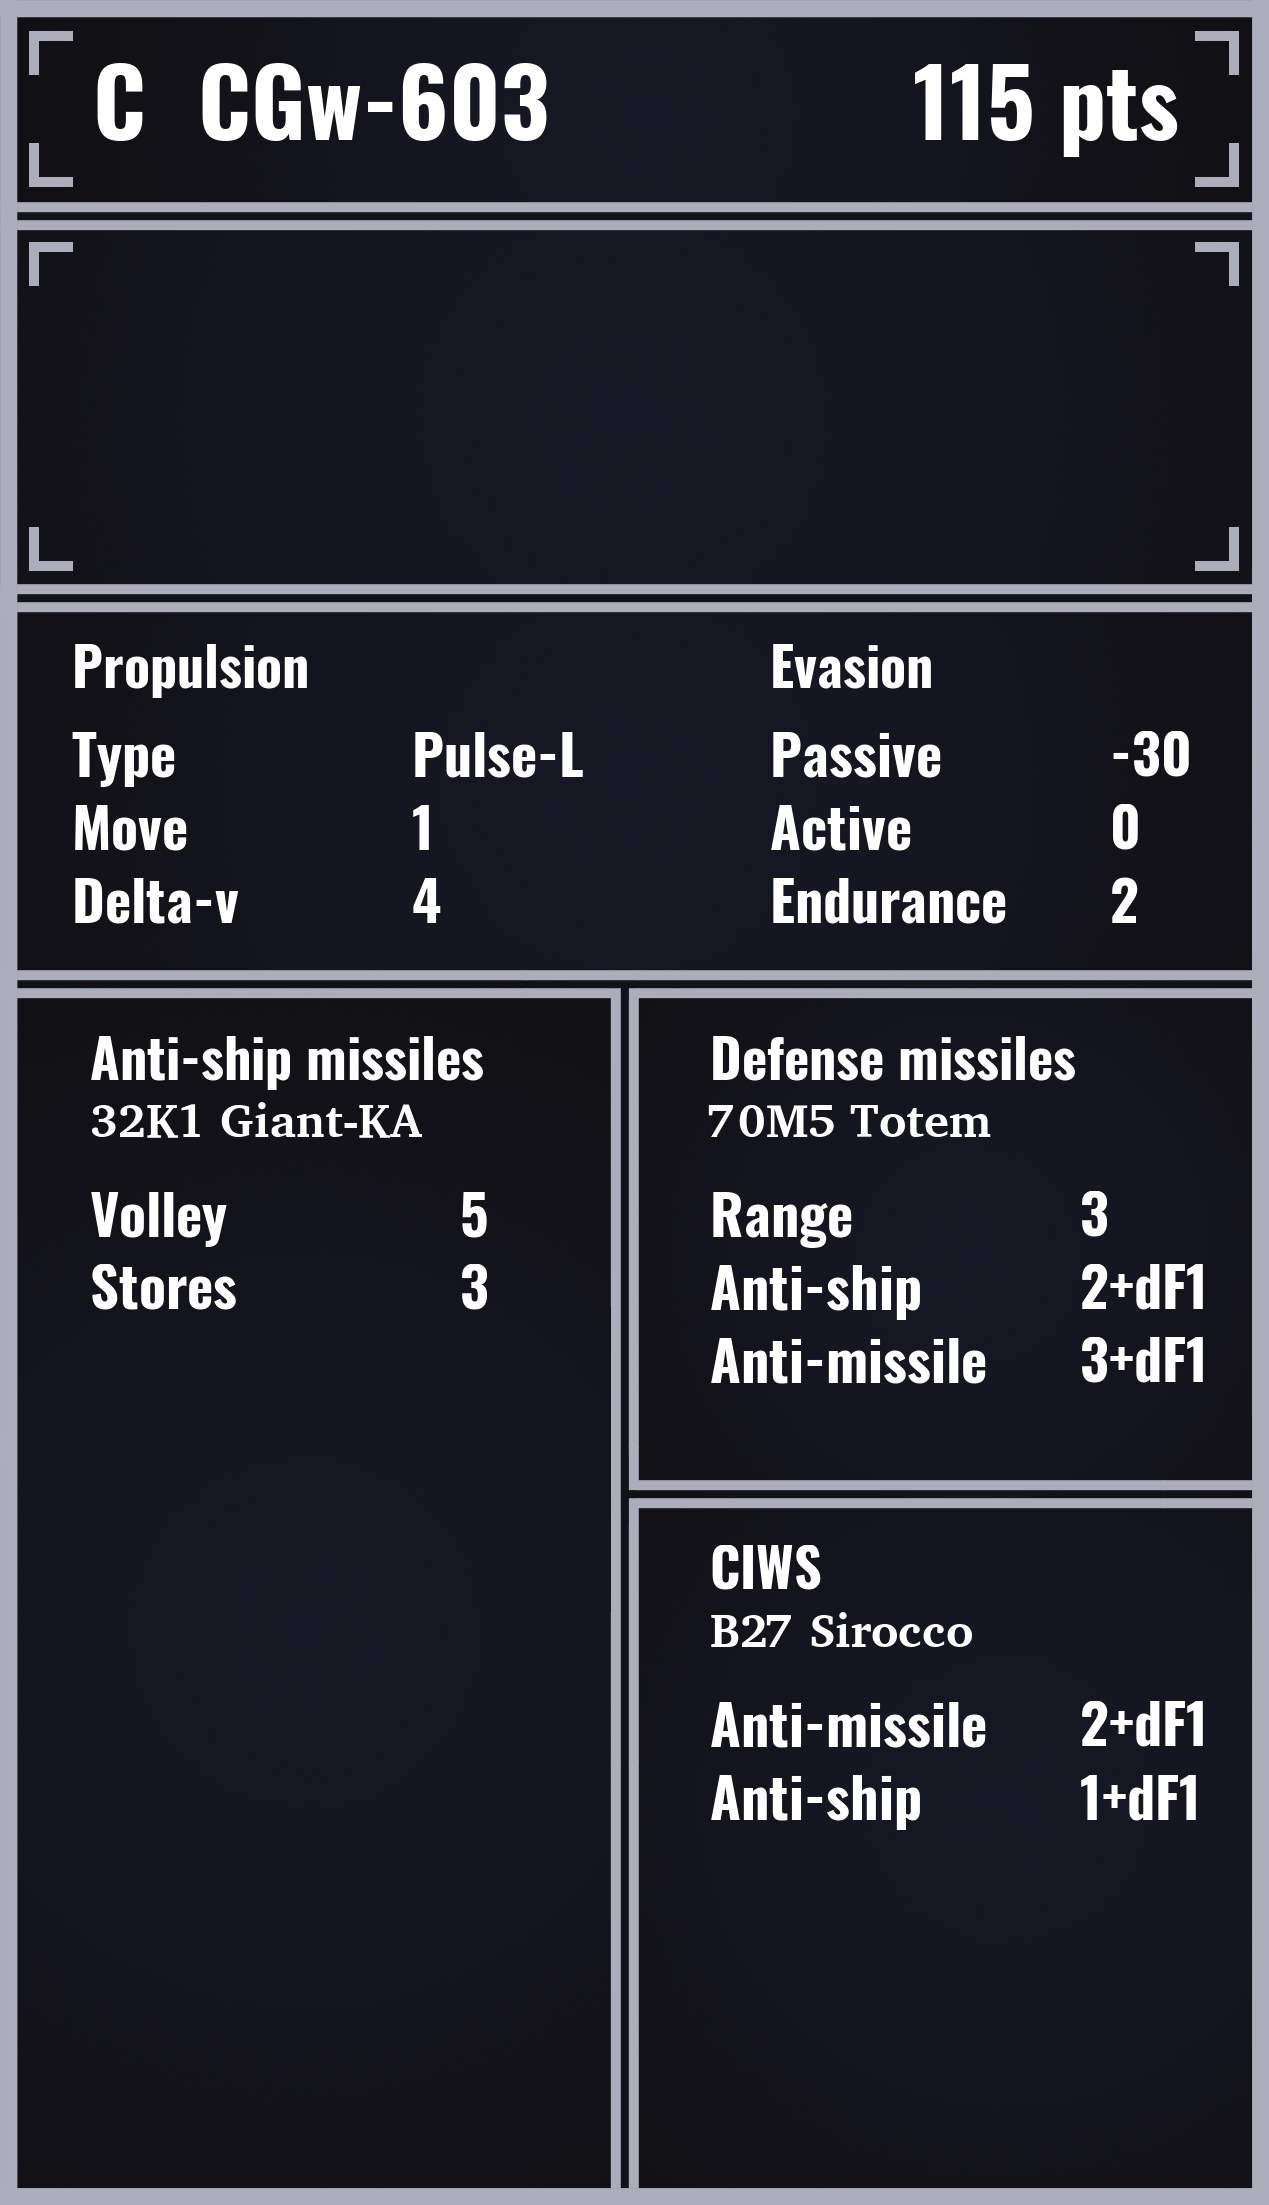 C CGw-603 115 pts
Propulsion
Type Pulse-L
Move 1
Delta-v 4
Evasion
Passive -30
Active 0
Endurance 2
Anti-ship missiles
32K1 Giant-KA
Volley 5
Stores 3
Defense missiles
70M5 Totem
Range 3
Anti-ship 2+dF1
Anti-missile 3+dF1
CIWS
B27 Sirocco
Anti-missile 2+dF1
Anti-ship 1+dF1